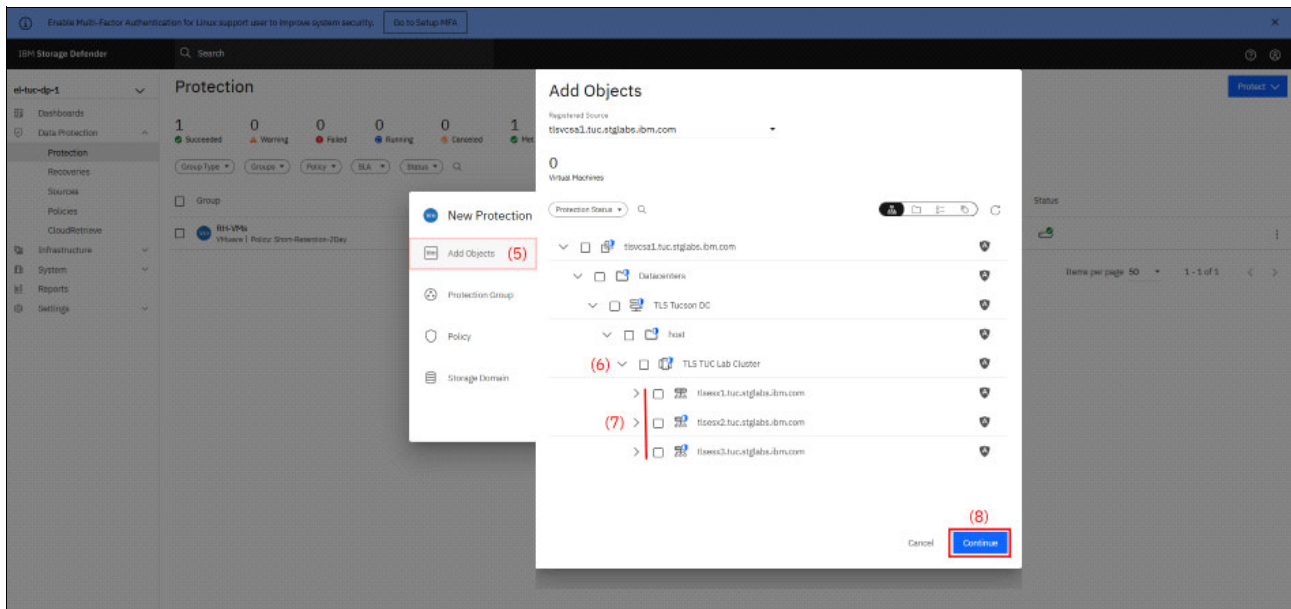 Enable Multi-Factor Authentication for Linux support user to improve system security. Go to Setup MFA
IBM Storage Defender Search
el-tuc-dp-1
Dashboards
Data Protection
Protection
Recoveries
Sources
Policies
CloudRetrieve
Infrastructure
System
Reports
Settings
Protection
Protect
1 0 0 0 0 1
Succeeded Warning Failed Running Canceled Met
Group Type Groups Policy SLA Status
Group Status
RH-VMs
VMware | Policy: Short-Retention-2Day
Items per page 50 1 - 1 of 1
New Protection
Add Objects (5)
Protection Group
Policy
Storage Domain
Add Objects
Registered Source
tlsvcsa1.tuc.stglabs.ibm.com
0
Virtual Machines
Protection Status
tlsvcsa1.tuc.stglabs.ibm.com
Datacenters
TLS Tucson DC
host
(6) TLS TUC Lab Cluster
tlsesx1.tuc.stglabs.ibm.com
(7) tlsesx2.tuc.stglabs.ibm.com
tlsesx3.tuc.stglabs.ibm.com
(8)
Cancel Continue